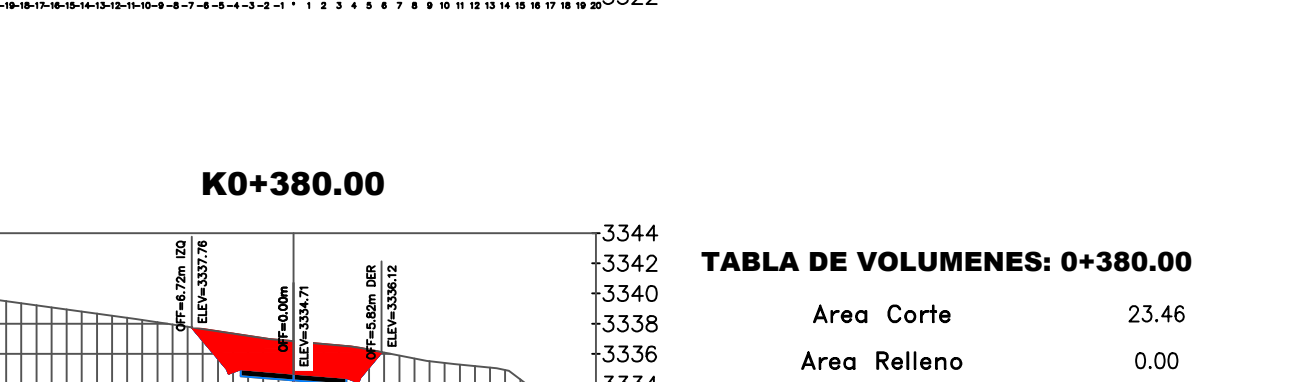 -19-18-17-16-15-14-13-12-11-10-9 -8 -7 -6 -5 -4 -3 -2 -1 * 1 2 3 4 5 6 7 8 9 10 11 12 13 14 15 16 17 18 19 20
3322
K0+380.00
3344
3342
3340
3338
3336
3334
OFF=6.72m IZQ
ELEV=3337.76
OFF=0.00m
ELEV=3334.71
OFF=5.82m DER
ELEV=3336.12
TABLA DE VOLUMENES: 0+380.00
Area Corte 23.46
Area Relleno 0.00